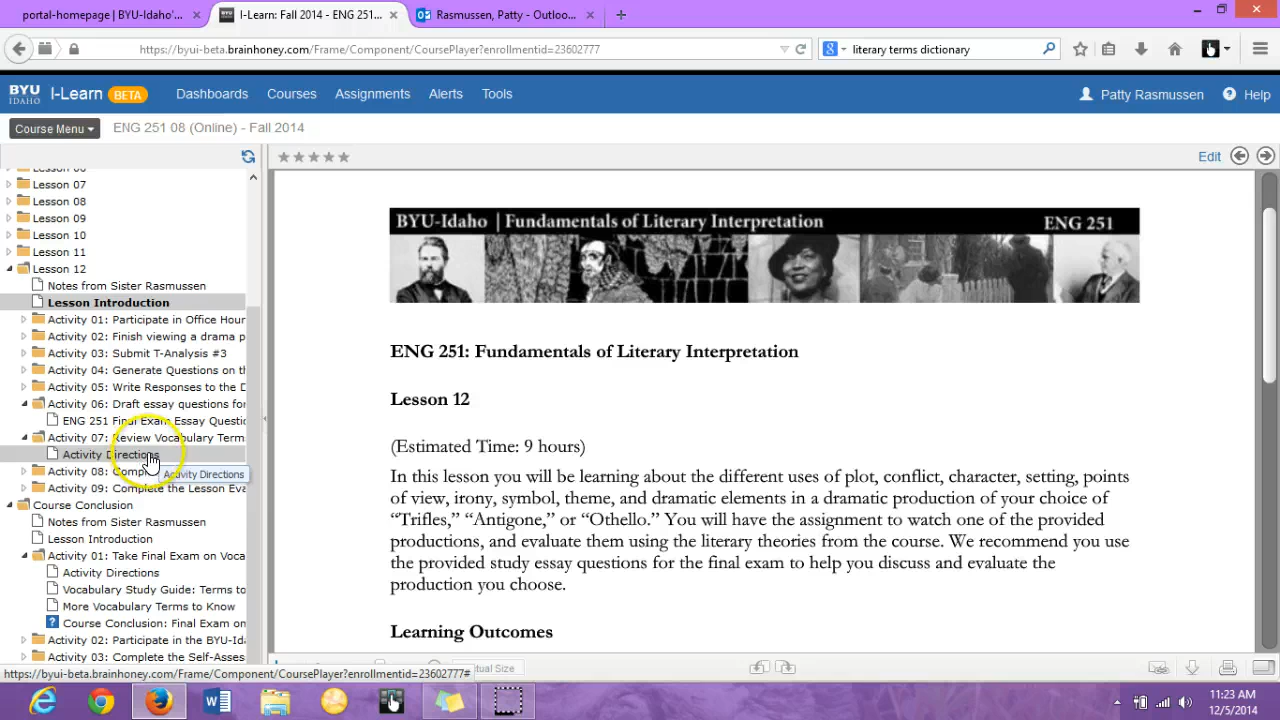 portal-homepage | BYU-Idaho'...
I-Learn: Fall 2014 - ENG 251...
Rasmussen, Patty - Outloo...
https://byui-beta.brainhoney.com/Frame/Component/CoursePlayer?enrollmentid=23602777
literary terms dictionary
BYU
IDAHO
I-Learn BETA
Dashboards
Courses
Assignments
Alerts
Tools
Patty Rasmussen
Help
Course Menu
ENG 251 08 (Online) - Fall 2014
Edit
Lesson 06
Lesson 07
Lesson 08
Lesson 09
Lesson 10
Lesson 11
Lesson 12
Notes from Sister Rasmussen
Lesson Introduction
Activity 01: Participate in Office Hour
Activity 02: Finish viewing a drama p
Activity 03: Submit T-Analysis #3
Activity 04: Generate Questions on th
Activity 05: Write Responses to the D
Activity 06: Draft essay questions for
ENG 251 Final Exam Essay Questio
Activity 07: Review Vocabulary Term
Activity Directions
Activity 08: Comp
Activity Directions
Activity 09: Complete the Lesson Eva
Course Conclusion
Notes from Sister Rasmussen
Lesson Introduction
Activity 01: Take Final Exam on Voca
Activity Directions
Vocabulary Study Guide: Terms to
More Vocabulary Terms to Know
Course Conclusion: Final Exam on
Activity 02: Participate in the BYU-Id
Activity 03: Complete the Self-Asses
BYU-Idaho | Fundamentals of Literary Interpretation
ENG 251
ENG 251: Fundamentals of Literary Interpretation
Lesson 12
(Estimated Time: 9 hours)
In this lesson you will be learning about the different uses of plot, conflict, character, setting, points
of view, irony, symbol, theme, and dramatic elements in a dramatic production of your choice of
“Trifles,” “Antigone,” or “Othello.” You will have the assignment to watch one of the provided
productions, and evaluate them using the literary theories from the course. We recommend you use
the provided study essay questions for the final exam to help you discuss and evaluate the
production you choose.
Learning Outcomes
https://byui-beta.brainhoney.com/Frame/Component/CoursePlayer?enrollmentid=23602777#
Size
11:23 AM
12/5/2014